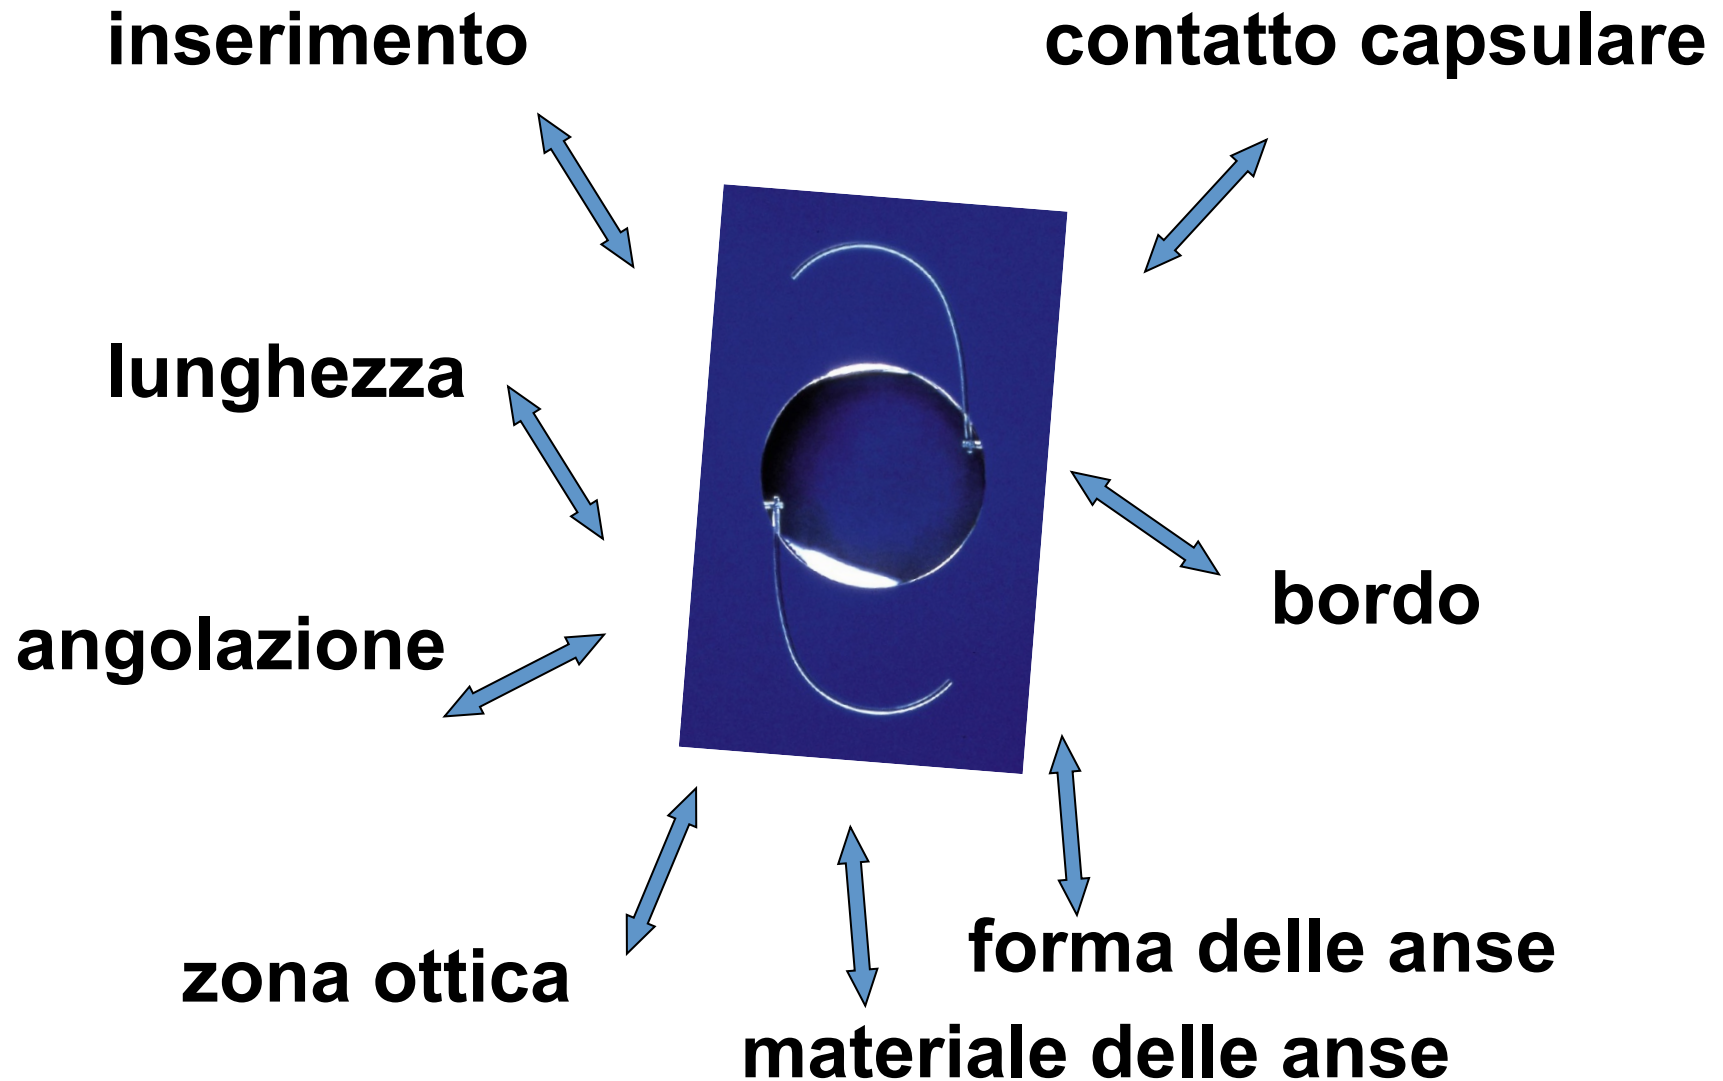 inserimento
contatto capsulare
lunghezza
bordo
angolazione
forma delle anse
zona ottica
materiale delle anse